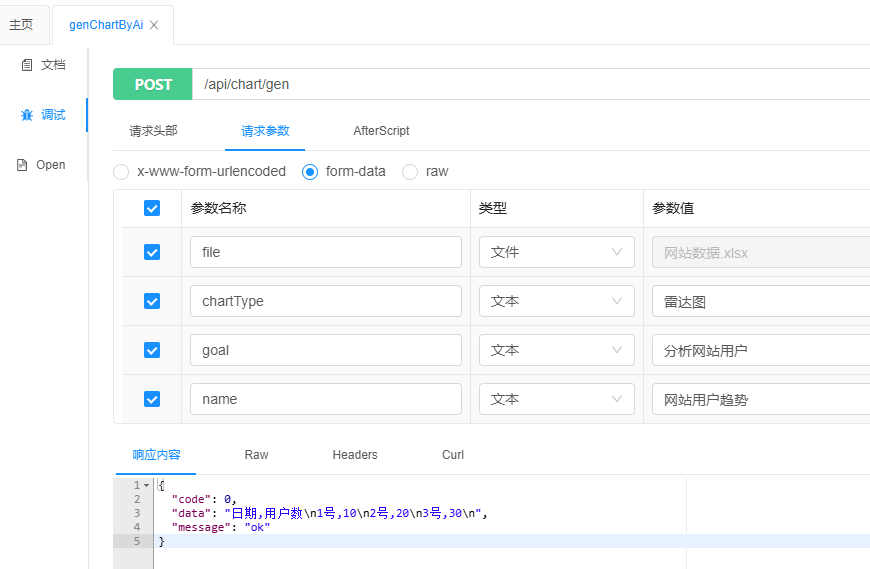 主页 genChartByAi
文档
调试
Open
POST /api/chart/gen
请求头部 请求参数 AfterScript
x-www-form-urlencoded form-data raw
参数名称 类型 参数值
file 文件 网站数据.xlsx
chartType 文本 雷达图
goal 文本 分析网站用户
name 文本 网站用户趋势
响应内容 Raw Headers Curl
1 {
2 "code": 0,
3 "data": "日期,用户数\n1号,10\n2号,20\n3号,30\n",
4 "message": "ok"
5 }